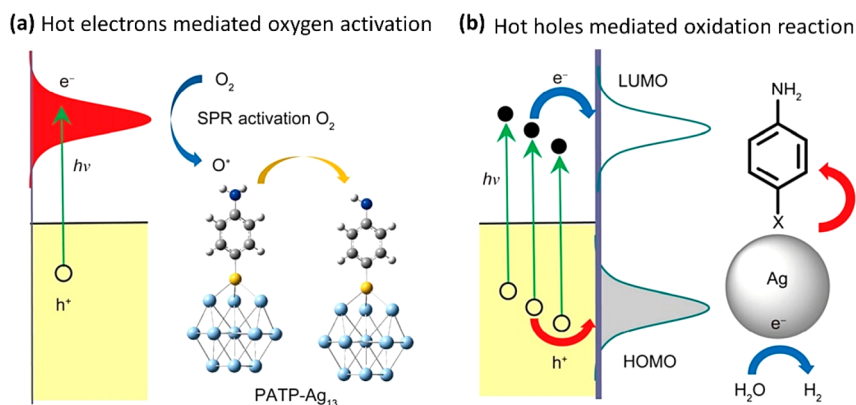 (a) Hot electrons mediated oxygen activation
e⁻
O₂
SPR activation O₂
hν
O*
h⁺
PATP-Ag₁₃
(b) Hot holes mediated oxidation reaction
e⁻
LUMO
NH₂
hν
X
Ag
e⁻
h⁺
HOMO
H₂O H₂